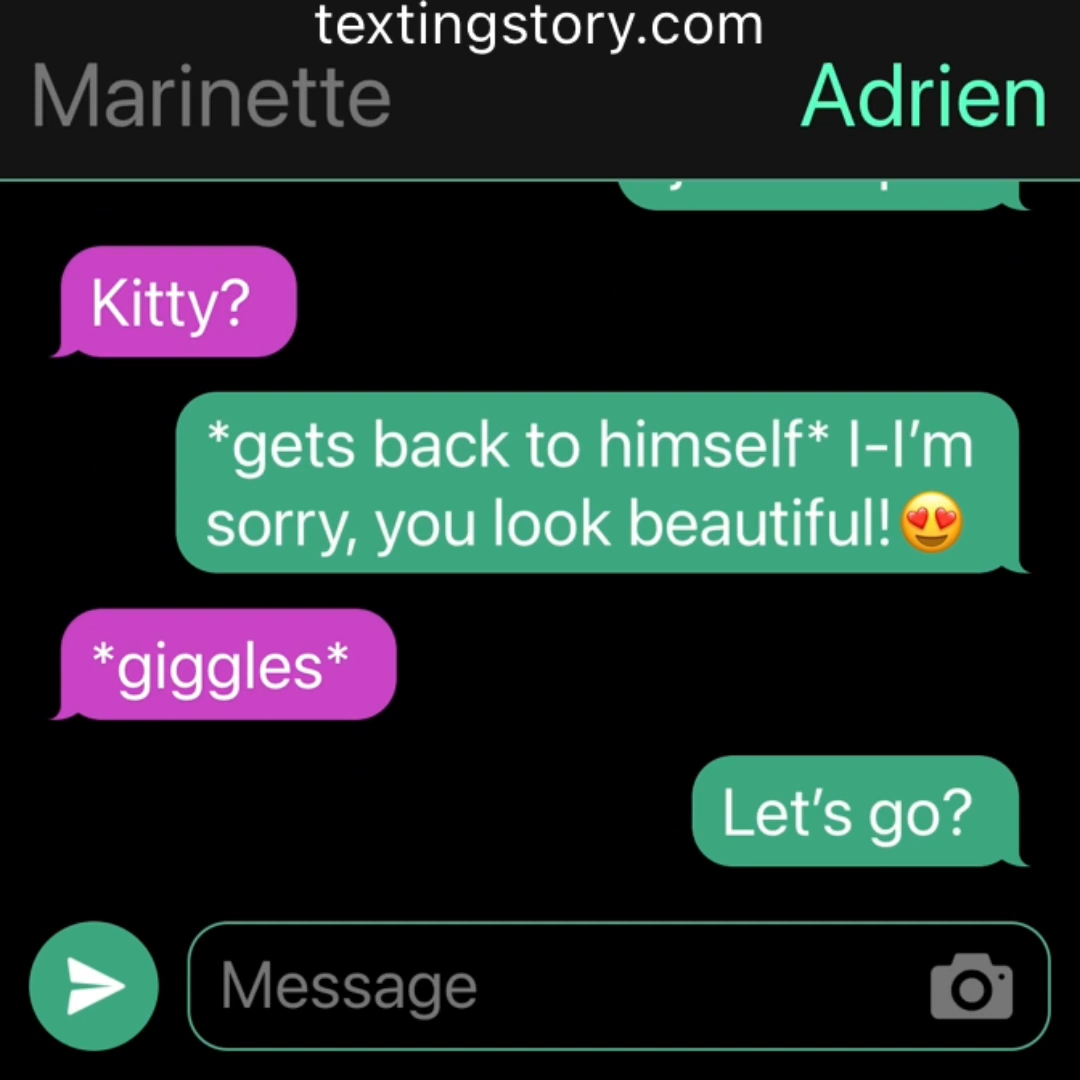 textingstory.com
Marinette
Adrien
Kitty?
*gets back to himself* I-I’m
sorry, you look beautiful!😍
*giggles*
Let’s go?
Message